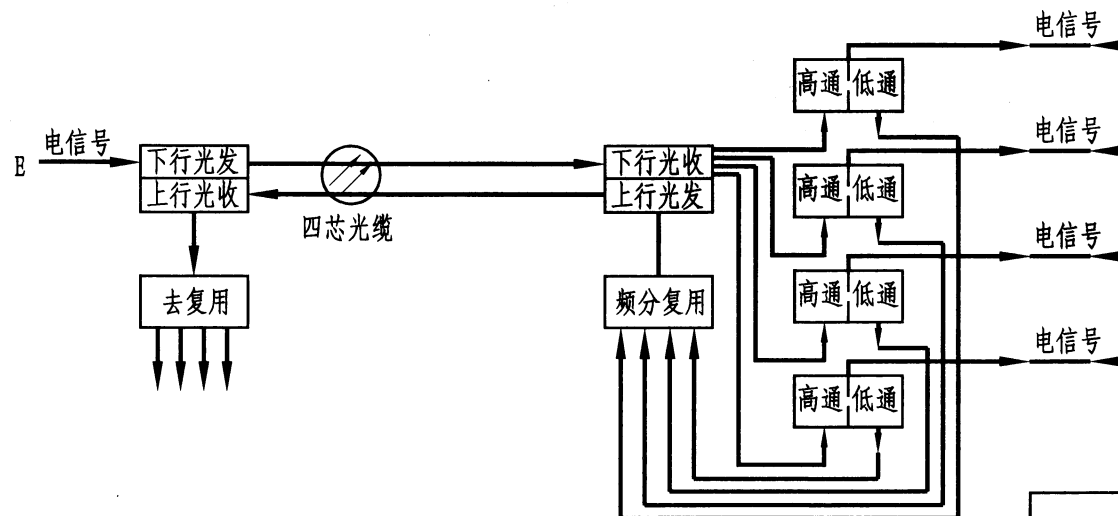 电信号
高通 低通
E 电信号
电信号
下行光发
下行光收
上行光收
上行光发
高通 低通
四芯光缆
电信号
去复用
频分复用
高通 低通
电信号
高通 低通